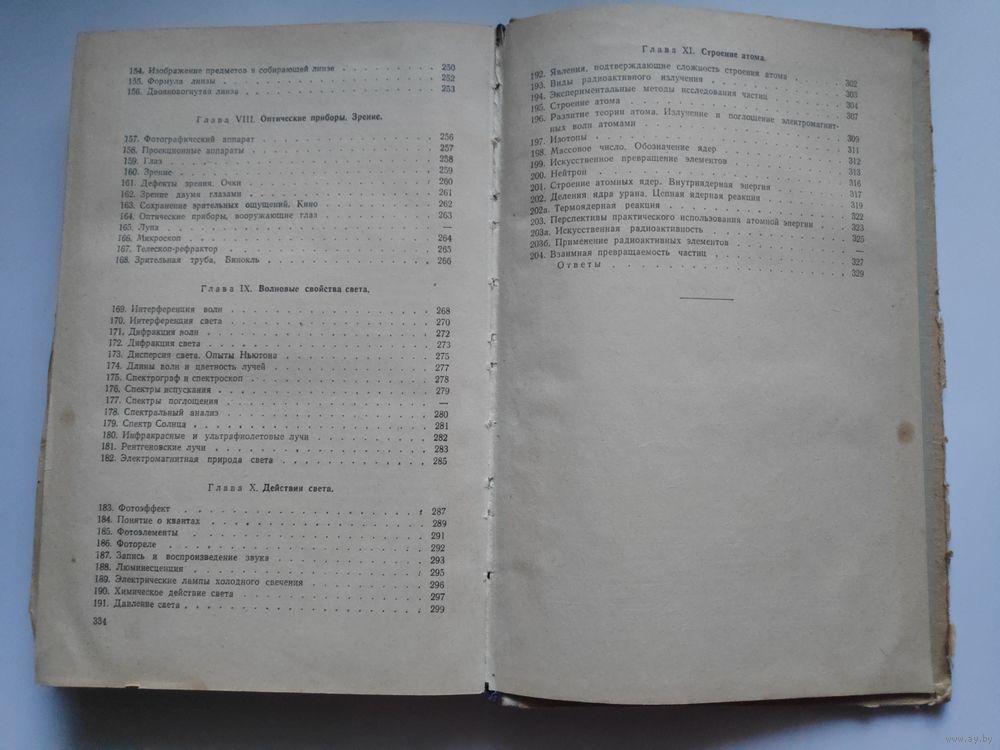 154. Изображение предметов в собирающей линзе . . . 250
155. Формула линзы . . . 252
156. Двояковогнутая линза . . . 253
Глава VIII. Оптические приборы. Зрение.
157. Фотографический аппарат . . . 256
158. Проекционные аппараты . . . 257
159. Глаз . . . 258
160. Зрение . . . 259
161. Дефекты зрения. Очки . . . 260
162. Зрение двумя глазами . . . 261
163. Сохранение зрительных ощущений. Кино . . . 262
164. Оптические приборы, вооружающие глаз . . . 263
165. Лупа . . . —
166. Микроскоп . . . 264
167. Телескоп-рефрактор . . . 265
168. Зрительная труба, Бинокль . . . 266
Глава IX. Волновые свойства света.
169. Интерференция волн . . . 268
170. Интерференция света . . . 270
171. Дифракция волн . . . 272
172. Дифракция света . . . 273
173. Дисперсия света. Опыты Ньютона . . . 275
174. Длины волн и цветность лучей . . . 277
175. Спектрограф и спектроскоп . . . 278
176. Спектры испускания . . . 279
177. Спектры поглощения . . . —
178. Спектральный анализ . . . 280
179. Спектр Солнца . . . 281
180. Инфракрасные и ультрафиолетовые лучи . . . 282
181. Рентгеновские лучи . . . 283
182. Электромагнитная природа света . . . 285
Глава X. Действия света.
183. Фотоэффект . . . 287
184. Понятие о квантах . . . 289
185. Фотоэлементы . . . 291
186. Фотореле . . . 292
187. Запись и воспроизведение звука . . . 293
188. Люминесценция . . . 295
189. Электрические лампы холодного свечения . . . 296
190. Химическое действие света . . . 297
191. Давление света . . . 299
334
Глава XI. Строение атома.
192. Явления, подтверждающие сложность строения атома . . . 302
193. Виды радиоактивного излучения . . . 303
194. Экспериментальные методы исследования частиц . . . 304
195. Строение атома . . . 307
196. Развитие теории атома. Излучение и поглощение электромагнит-
ных волн атомами . . . 309
197. Изотопы . . . 311
198. Массовое число. Обозначение ядер . . . 312
199. Искусственное превращение элементов . . . 313
200. Нейтрон . . . 316
201. Строение атомных ядер. Внутриядерная энергия . . . 317
202. Деления ядра урана. Цепная ядерная реакция . . . 319
202а. Термоядерная реакция . . . 322
203. Перспективы практического использования атомной энергии . . . 323
203а. Искусственная радиоактивность . . . 325
203б. Применение радиоактивных элементов . . . —
204. Взаимная превращаемость частиц . . . 327
Ответы . . . 329
www.ay.by